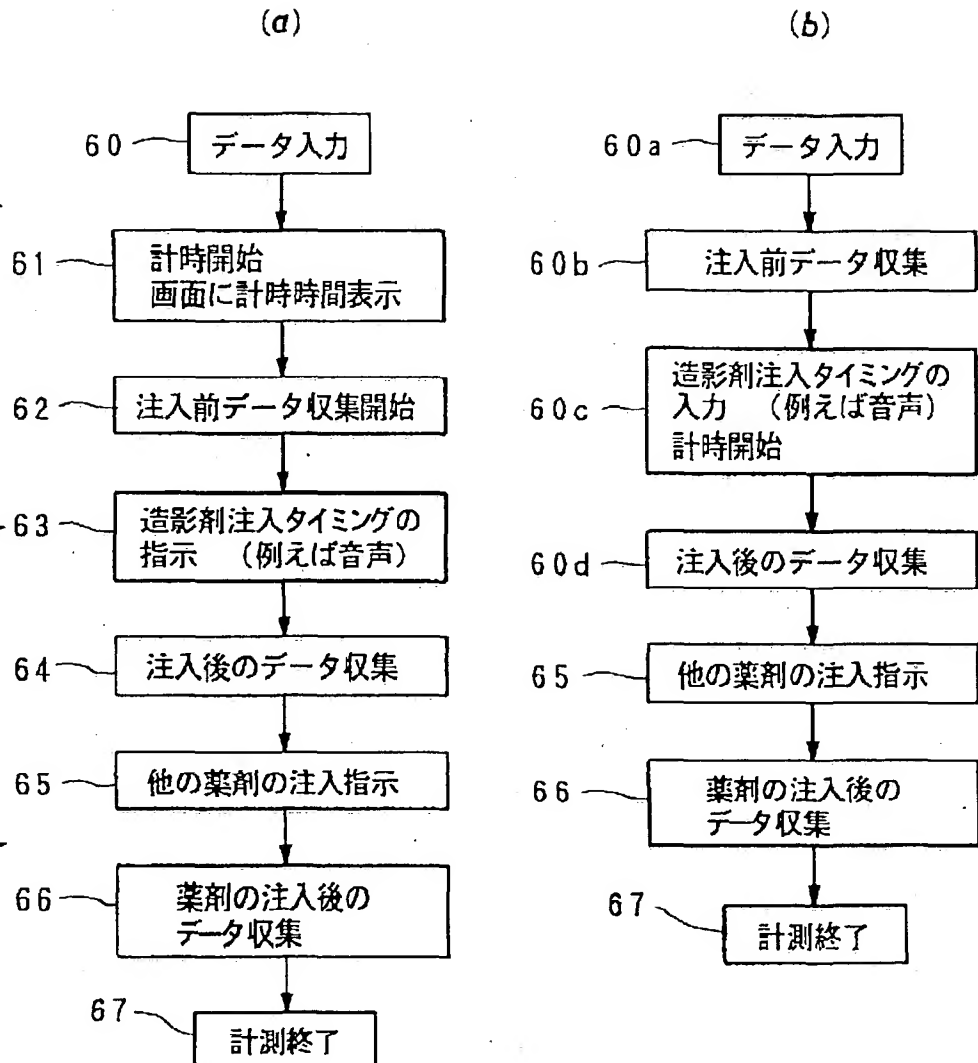 (a)
60 データ入力
61 計時開始
画面に計時時間表示
62 注入前データ収集開始
63 造影剤注入タイミングの
指示 (例えば音声)
64 注入後のデータ収集
65 他の薬剤の注入指示
66 薬剤の注入後の
データ収集
67 計測終了
(b)
60a データ入力
60b 注入前データ収集
60c 造影剤注入タイミングの
入力 (例えば音声)
計時開始
60d 注入後のデータ収集
65 他の薬剤の注入指示
66 薬剤の注入後の
データ収集
67 計測終了